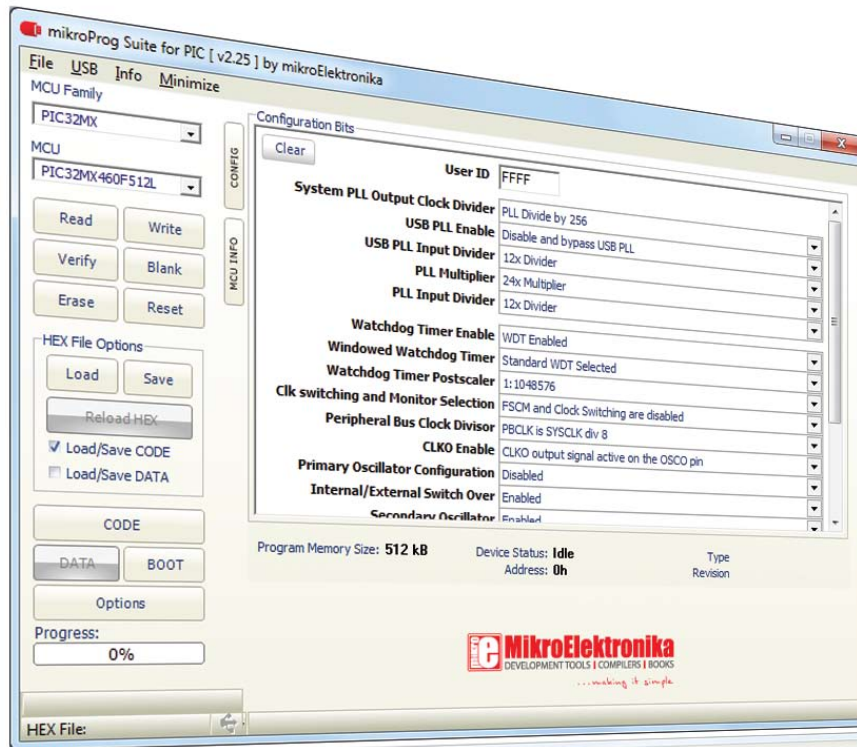 mikroProg Suite for PIC [ v2.25 ] by mikroElektronika
File USB Info Minimize
MCU Family
PIC32MX
MCU
PIC32MX460F512L
Read Write
Verify Blank
Erase Reset
HEX File Options
Load Save
Reload HEX
Load/Save CODE
Load/Save DATA
CODE
DATA BOOT
Options
Progress:
0%
HEX File:
CONFIG
MCU INFO
Configuration Bits
Clear
User ID FFFF
System PLL Output Clock Divider PLL Divide by 256
USB PLL Enable Disable and bypass USB PLL
USB PLL Input Divider 12x Divider
PLL Multiplier 24x Multiplier
PLL Input Divider 12x Divider
Watchdog Timer Enable WDT Enabled
Windowed Watchdog Timer Standard WDT Selected
Watchdog Timer Postscaler 1:1048576
Clk switching and Monitor Selection FSCM and Clock Switching are disabled
Peripheral Bus Clock Divisor PBCLK is SYSCLK div 8
CLKO Enable CLKO output signal active on the OSCO pin
Primary Oscillator Configuration Disabled
Internal/External Switch Over Enabled
Secondary Oscillator Enabled
Program Memory Size: 512 kB Device Status: Idle Type
Address: 0h Revision
MikroElektronika
DEVELOPMENT TOOLS | COMPILERS | BOOKS
...making it simple